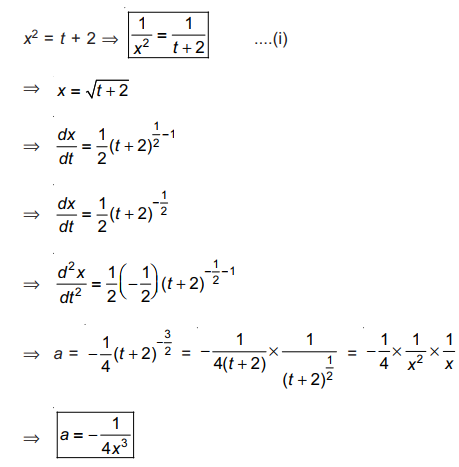 x² = t + 2 ⇒ 1/x² = 1/(t + 2) ....(i)
⇒ x = √(t + 2)
⇒ dx/dt = 1/2 (t + 2)^(1/2 − 1)
⇒ dx/dt = 1/2 (t + 2)^(−1/2)
⇒ d²x/dt² = 1/2 (−1/2) (t + 2)^(−1/2 − 1)
⇒ a = −1/4 (t + 2)^(−3/2) = −1/(4(t + 2)) × 1/(t + 2)^(1/2) = −1/4 × 1/x² × 1/x
⇒ a = −1/(4x³)